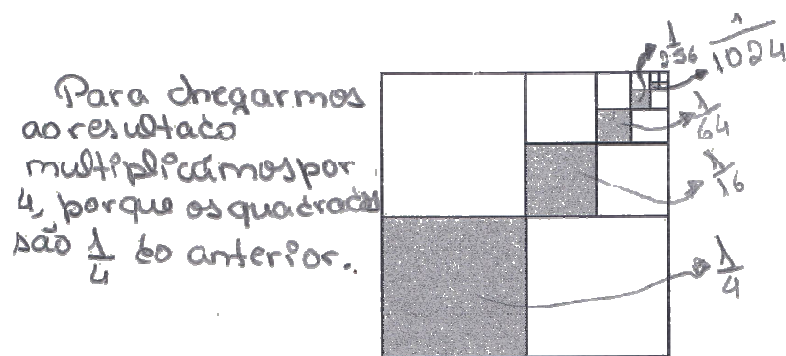 Para chegarmos
ao resultado
multiplicámos por
4, porque os quadrados
são 1/4 do anterior.
1/256
1/1024
1/64
1/16
1/4